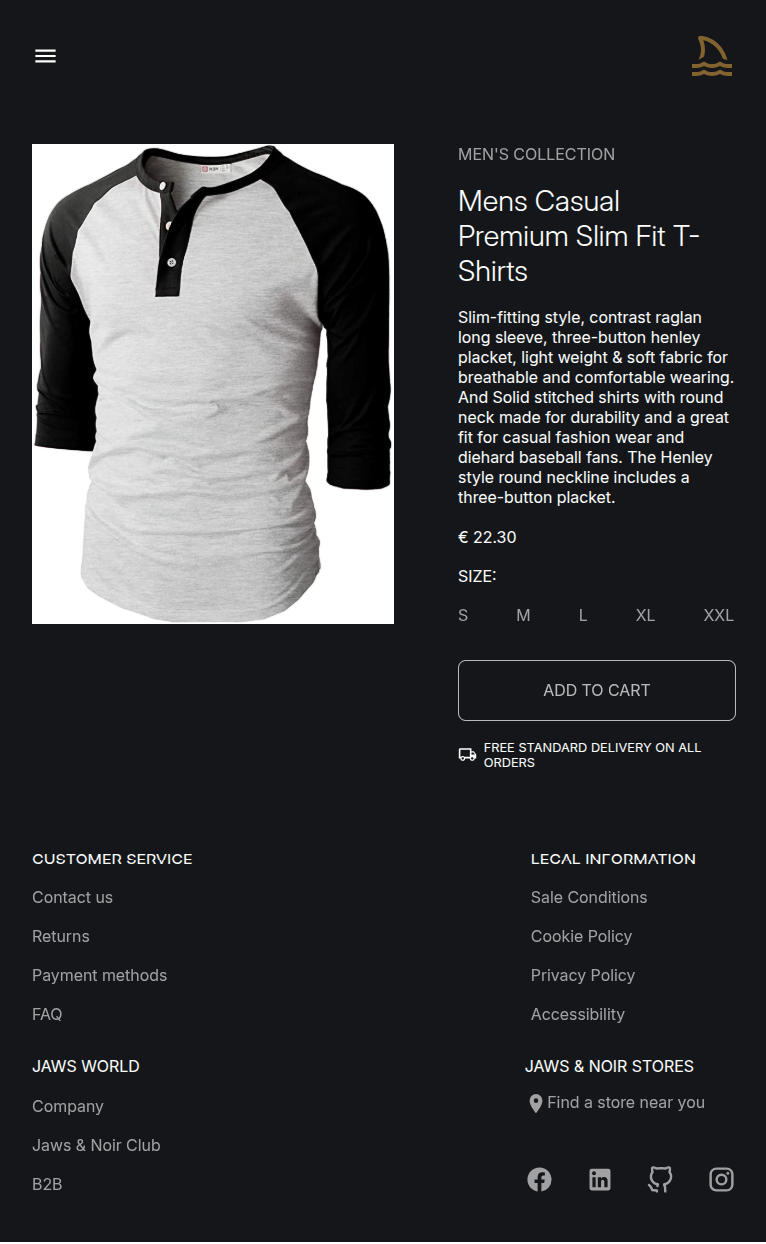 MEN'S COLLECTION
Mens Casual
Premium Slim Fit T-
Shirts
Slim-fitting style, contrast raglan
long sleeve, three-button henley
placket, light weight & soft fabric for
breathable and comfortable wearing.
And Solid stitched shirts with round
neck made for durability and a great
fit for casual fashion wear and
diehard baseball fans. The Henley
style round neckline includes a
three-button placket.
€ 22.30
SIZE:
S M L XL XXL
ADD TO CART
FREE STANDARD DELIVERY ON ALL
ORDERS
CUSTOMER SERVICE
Contact us
Returns
Payment methods
FAQ
LEGAL INFORMATION
Sale Conditions
Cookie Policy
Privacy Policy
Accessibility
JAWS WORLD
Company
Jaws & Noir Club
B2B
JAWS & NOIR STORES
Find a store near you